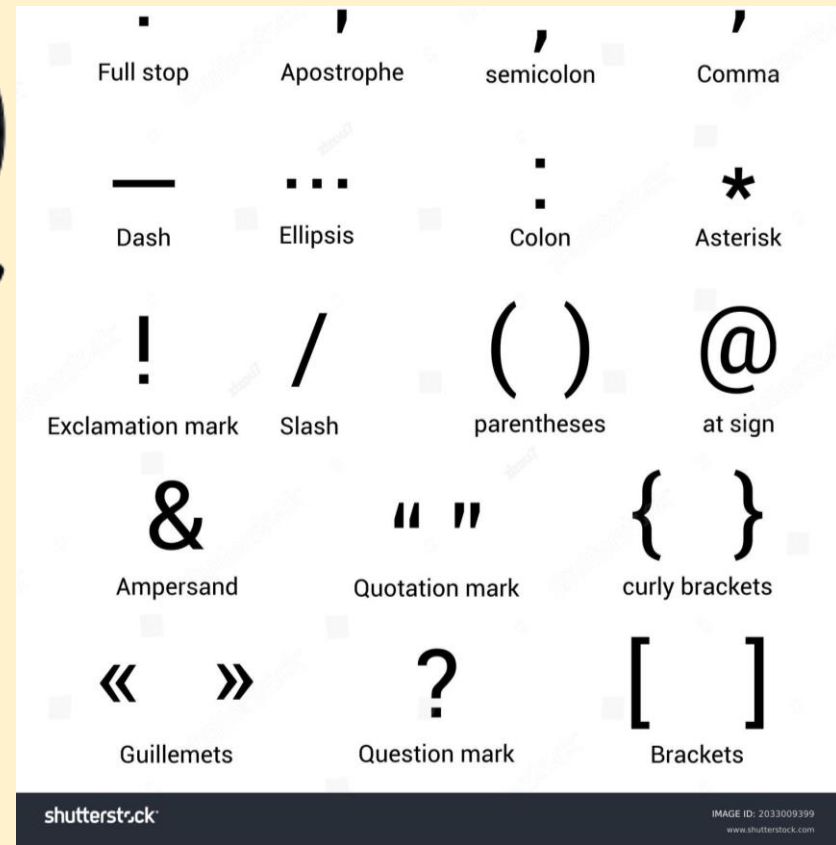 . ' ; ,
Full stop Apostrophe semicolon Comma
— ... : *
Dash Ellipsis Colon Asterisk
! / ( ) @
Exclamation mark Slash parentheses at sign
& “ ” { }
Ampersand Quotation mark curly brackets
« » ? [ ]
Guillemets Question mark Brackets
shutterstock
IMAGE ID: 2033009399
www.shutterstock.com